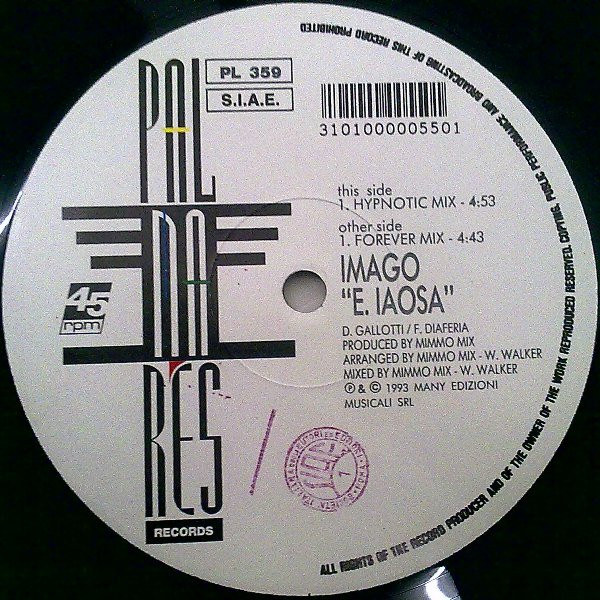 PAL
MA
RES
RECORDS
PL 359
S.I.A.E.
3101000005501
this side
1. HYPNOTIC MIX - 4:53
other side
1. FOREVER MIX - 4:43
IMAGO
"E. IAOSA"
D. GALLOTTI / F. DIAFERIA
PRODUCED BY MIMMO MIX
ARRANGED BY MIMMO MIX - W. WALKER
MIXED BY MIMMO MIX - W. WALKER
℗ & © 1993 MANY EDIZIONI
MUSICALI SRL
45
rpm
ALL RIGHTS OF THE RECORD PRODUCER AND OF THE OWNER OF THE WORK REPRODUCED RESERVED. COPYING, PUBLIC PERFORMANCE AND BROADCASTING OF THIS RECORD PROHIBITED